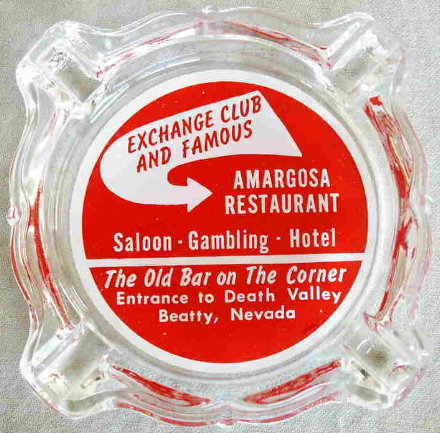 EXCHANGE CLUB
AND FAMOUS
AMARGOSA
RESTAURANT
Saloon - Gambling - Hotel
The Old Bar on The Corner
Entrance to Death Valley
Beatty, Nevada